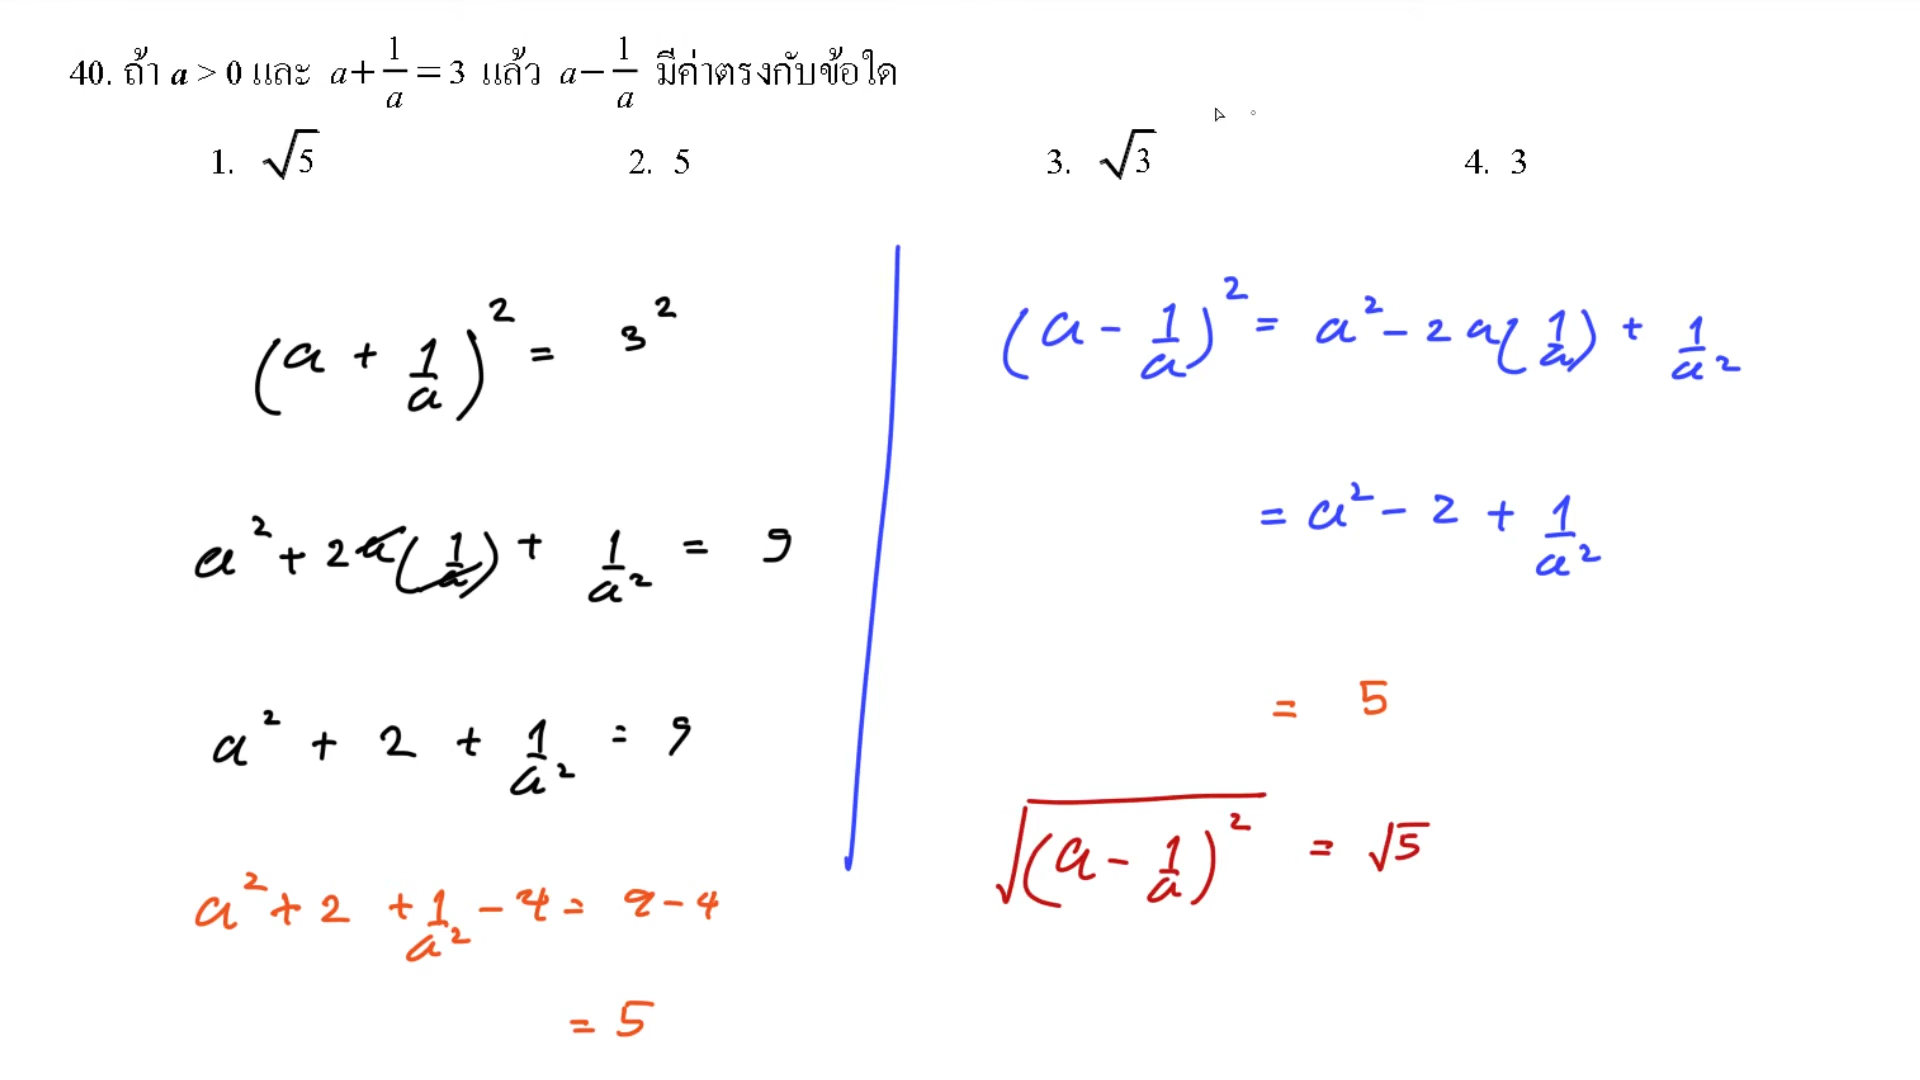 40. ถ้า a > 0 และ a + 1/a = 3 แล้ว a − 1/a มีค่าตรงกับข้อใด
1. √5 2. 5 3. √3 4. 3
(a + 1/a)² = 3²
a² + 2a(1/a) + 1/a² = 9
a² + 2 + 1/a² = 9
a² + 2 + 1/a² − 4 = 9 − 4
= 5
(a − 1/a)² = a² − 2a(1/a) + 1/a²
= a² − 2 + 1/a²
= 5
√(a − 1/a)² = √5